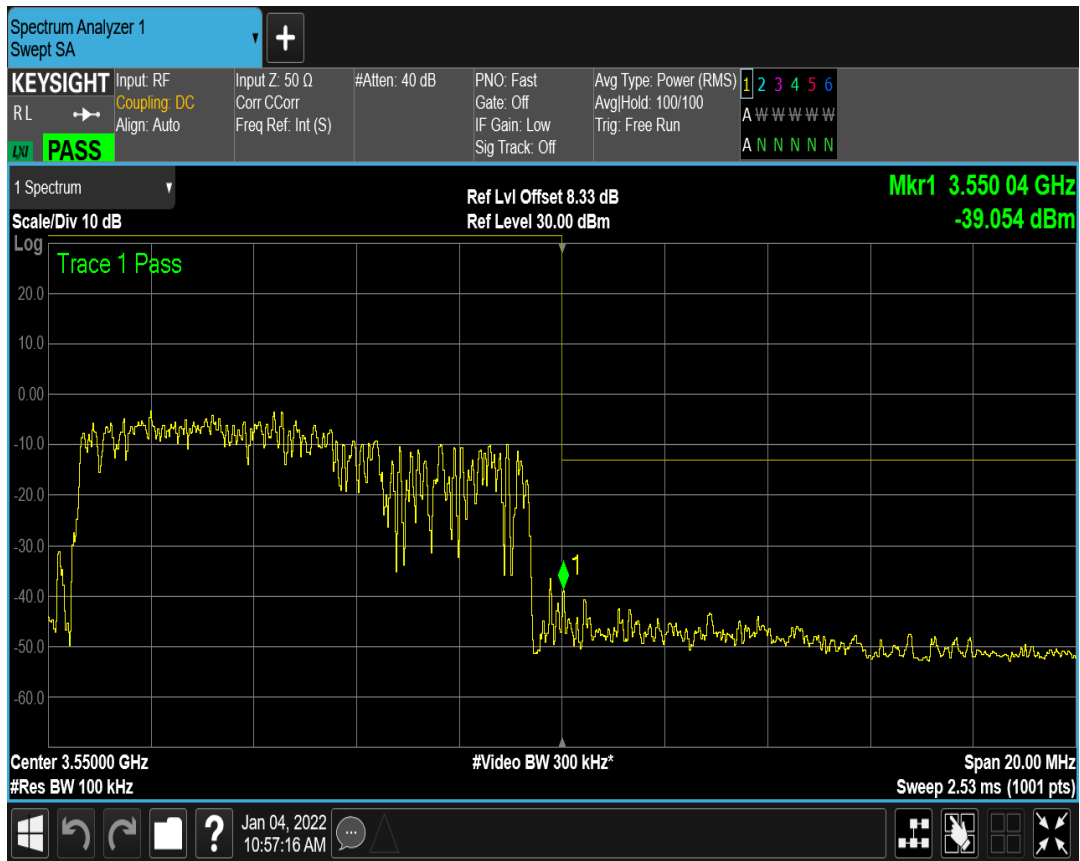 Spectrum Analyzer 1
Swept SA
+
KEYSIGHT
RL
LXI PASS
Input: RF
Coupling: DC
Align: Auto
Input Z: 50 Ω
Corr CCorr
Freq Ref: Int (S)
#Atten: 40 dB
PNO: Fast
Gate: Off
IF Gain: Low
Sig Track: Off
Avg Type: Power (RMS)
Avg|Hold: 100/100
Trig: Free Run
1 2 3 4 5 6
A W W W W W
A N N N N N
1 Spectrum
Scale/Div 10 dB
Ref Lvl Offset 8.33 dB
Ref Level 30.00 dBm
Mkr1 3.550 04 GHz
-39.054 dBm
Log
Trace 1 Pass
20.0
10.0
0.00
-10.0
-20.0
-30.0
-40.0
-50.0
-60.0
1
Center 3.55000 GHz
#Res BW 100 kHz
#Video BW 300 kHz*
Span 20.00 MHz
Sweep 2.53 ms (1001 pts)
?
Jan 04, 2022
10:57:16 AM